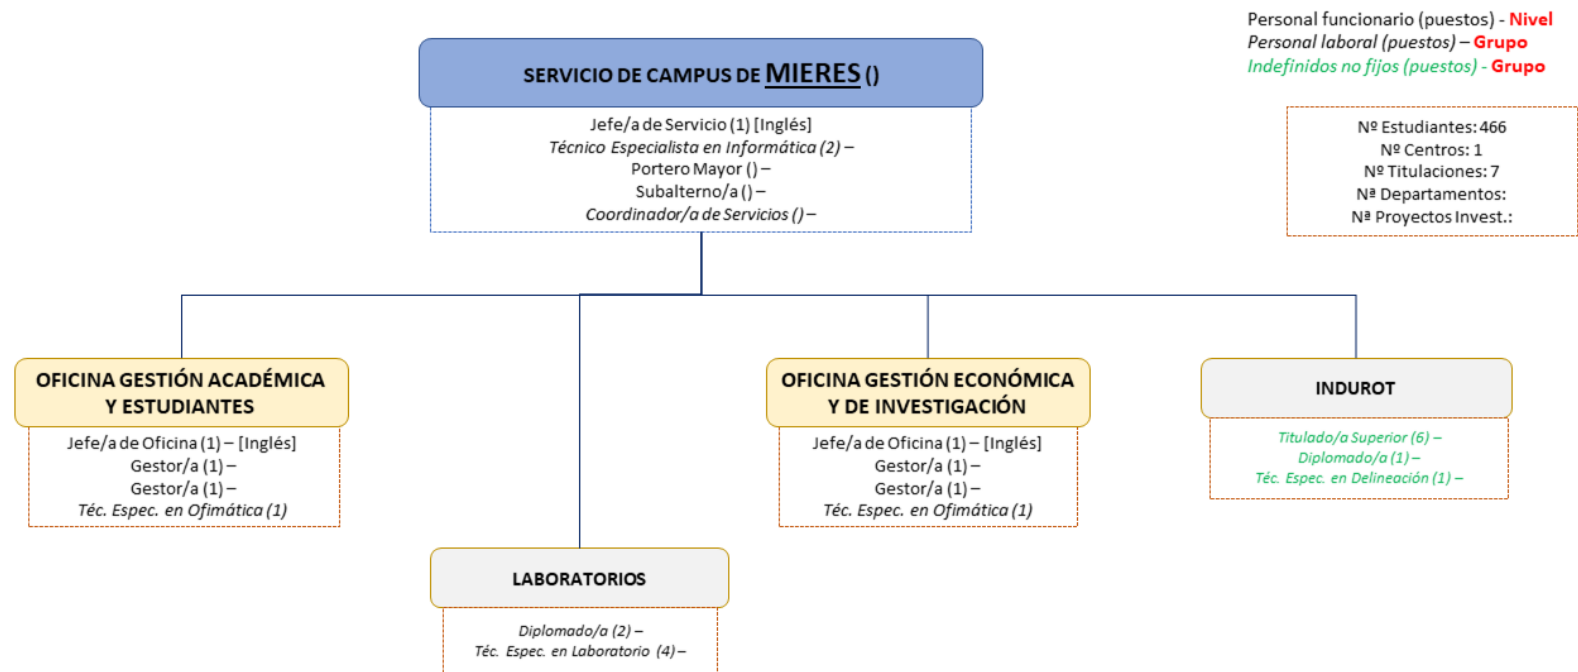 Personal funcionario (puestos) - Nivel
Personal laboral (puestos) – Grupo
Indefinidos no fijos (puestos) - Grupo
SERVICIO DE CAMPUS DE MIERES ()
Jefe/a de Servicio (1) [Inglés]
Técnico Especialista en Informática (2) –
Portero Mayor () –
Subalterno/a () –
Coordinador/a de Servicios () –
Nº Estudiantes: 466
Nº Centros: 1
Nº Titulaciones: 7
Nª Departamentos:
Nª Proyectos Invest.:
OFICINA GESTIÓN ACADÉMICA
Y ESTUDIANTES
Jefe/a de Oficina (1) – [Inglés]
Gestor/a (1) –
Gestor/a (1) –
Téc. Espec. en Ofimática (1)
OFICINA GESTIÓN ECONÓMICA
Y DE INVESTIGACIÓN
Jefe/a de Oficina (1) – [Inglés]
Gestor/a (1) –
Gestor/a (1) –
Téc. Espec. en Ofimática (1)
INDUROT
Titulado/a Superior (6) –
Diplomado/a (1) –
Téc. Espec. en Delineación (1) –
LABORATORIOS
Diplomado/a (2) –
Téc. Espec. en Laboratorio (4) –